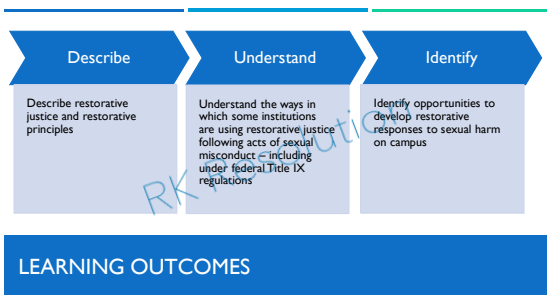 Describe
Understand
Identify
Describe restorative
justice and restorative
principles
Understand the ways in
which some institutions
are using restorative justice
following acts of sexual
misconduct – including
under federal Title IX
regulations
Identify opportunities to
develop restorative
responses to sexual harm
on campus
RK Resolution
LEARNING OUTCOMES